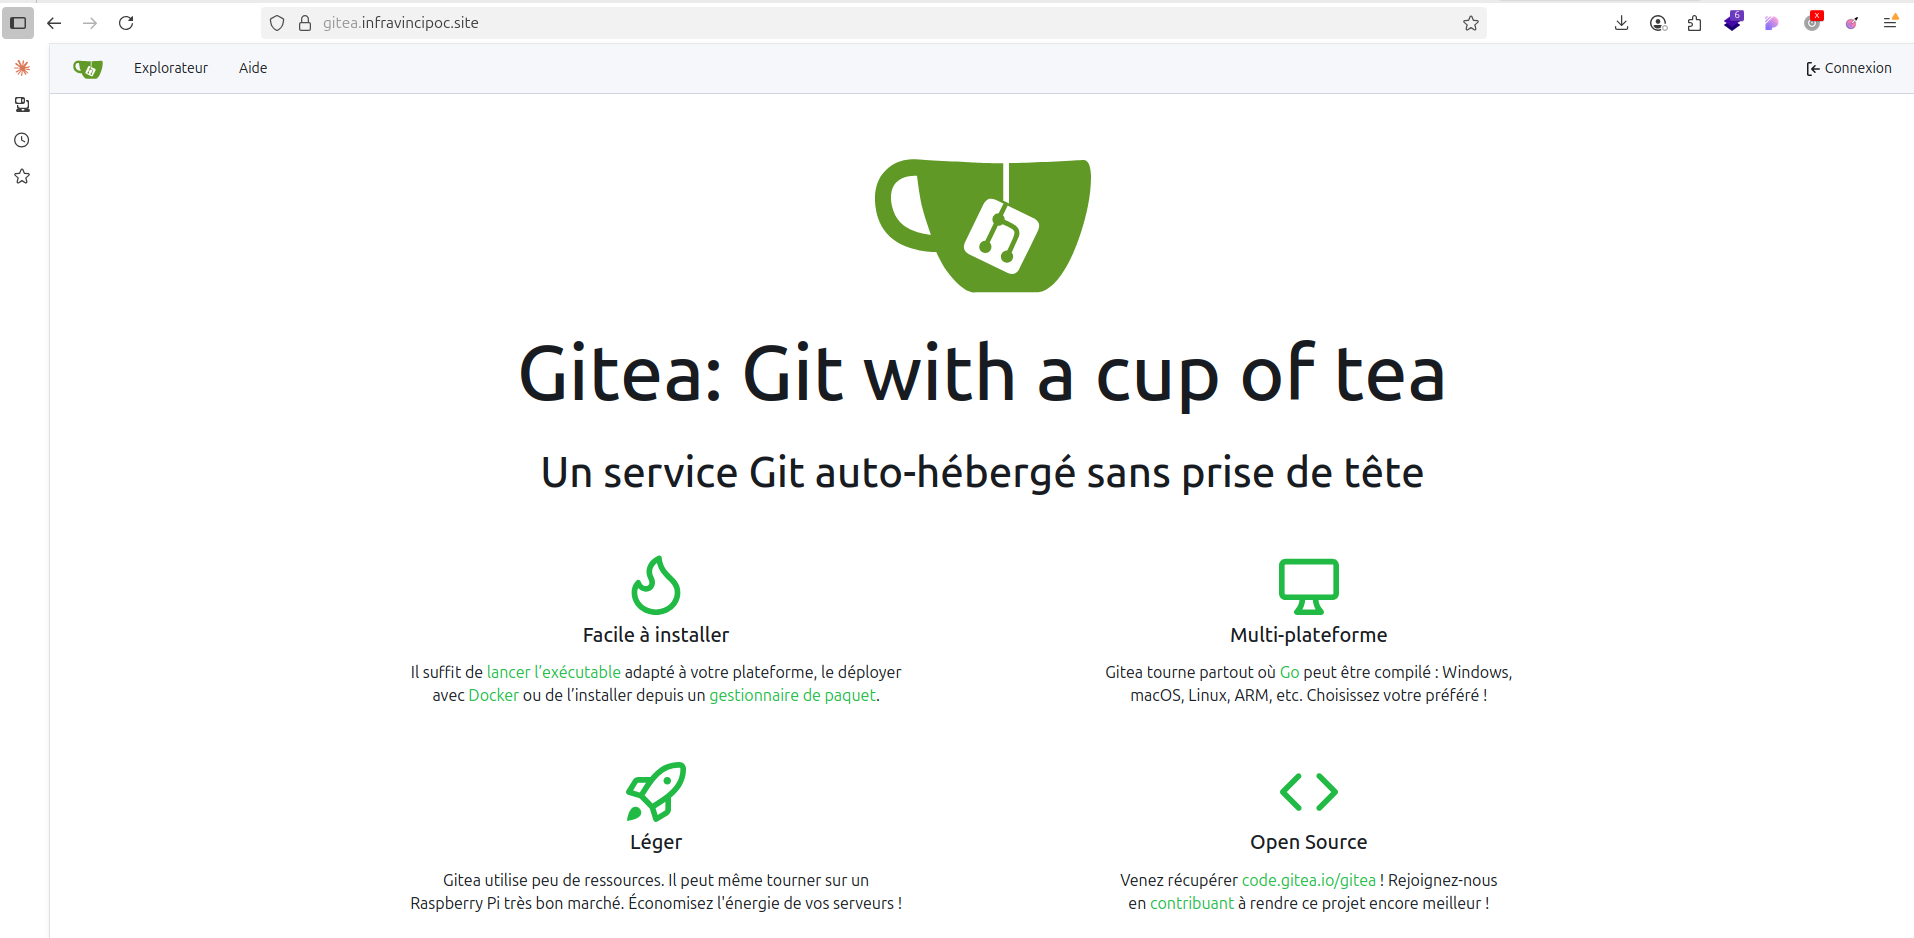 gitea.infravincipoc.site
6
x
Explorateur
Aide
Connexion
Gitea: Git with a cup of tea
Un service Git auto-hébergé sans prise de tête
Facile à installer
Il suffit de lancer l’exécutable adapté à votre plateforme, le déployer
avec Docker ou de l’installer depuis un gestionnaire de paquet.
Multi-plateforme
Gitea tourne partout où Go peut être compilé : Windows,
macOS, Linux, ARM, etc. Choisissez votre préféré !
Léger
Gitea utilise peu de ressources. Il peut même tourner sur un
Raspberry Pi très bon marché. Économisez l'énergie de vos serveurs !
Open Source
Venez récupérer code.gitea.io/gitea ! Rejoignez-nous
en contribuant à rendre ce projet encore meilleur !